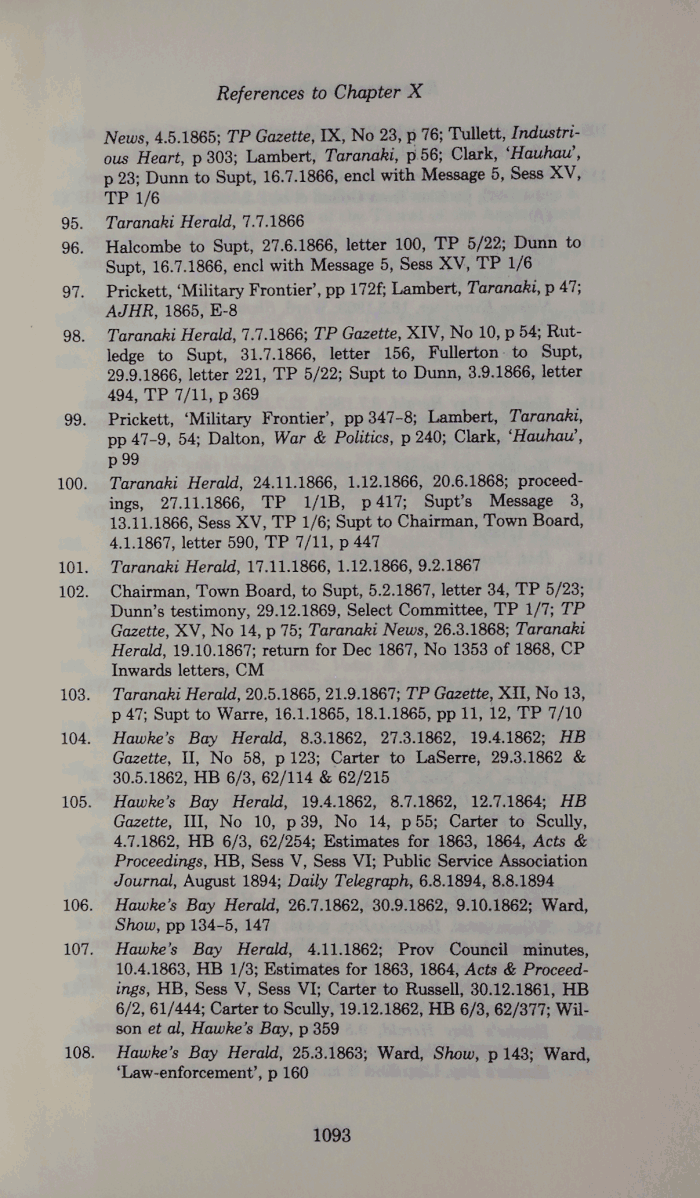 References to Chapter X
News, 4.5.1865; TP Gazette, IX, No 23, p 76; Tullett, Industri-
ous Heart, p 303; Lambert, Taranaki, p 56; Clark, ‘Hauhau’,
p 23; Dunn to Supt, 16.7.1866, encl with Message 5, Sess XV,
TP 1/6
95. Taranaki Herald, 7.7.1866
96. Halcombe to Supt, 27.6.1866, letter 100, TP 5/22; Dunn to
Supt, 16.7.1866, encl with Message 5, Sess XV, TP 1/6
97. Prickett, ‘Military Frontier’, pp 172f; Lambert, Taranaki, p 47;
AJHR, 1865, E-8
98. Taranaki Herald, 7.7.1866; TP Gazette, XIV, No 10, p 54; Rut-
ledge to Supt, 31.7.1866, letter 156, Fullerton to Supt,
29.9.1866, letter 221, TP 5/22; Supt to Dunn, 3.9.1866, letter
494, TP 7/11, p 369
99. Prickett, ‘Military Frontier’, pp 347–8; Lambert, Taranaki,
pp 47–9, 54; Dalton, War & Politics, p 240; Clark, ‘Hauhau’,
p 99
100. Taranaki Herald, 24.11.1866, 1.12.1866, 20.6.1868; proceed-
ings, 27.11.1866, TP 1/1B, p 417; Supt’s Message 3,
13.11.1866, Sess XV, TP 1/6; Supt to Chairman, Town Board,
4.1.1867, letter 590, TP 7/11, p 447
101. Taranaki Herald, 17.11.1866, 1.12.1866, 9.2.1867
102. Chairman, Town Board, to Supt, 5.2.1867, letter 34, TP 5/23;
Dunn’s testimony, 29.12.1869, Select Committee, TP 1/7; TP
Gazette, XV, No 14, p 75; Taranaki News, 26.3.1868; Taranaki
Herald, 19.10.1867; return for Dec 1867, No 1353 of 1868, CP
Inwards letters, CM
103. Taranaki Herald, 20.5.1865, 21.9.1867; TP Gazette, XII, No 13,
p 47; Supt to Warre, 16.1.1865, 18.1.1865, pp 11, 12, TP 7/10
104. Hawke’s Bay Herald, 8.3.1862, 27.3.1862, 19.4.1862; HB
Gazette, II, No 58, p 123; Carter to LaSerre, 29.3.1862 &
30.5.1862, HB 6/3, 62/114 & 62/215
105. Hawke’s Bay Herald, 19.4.1862, 8.7.1862, 12.7.1864; HB
Gazette, III, No 10, p 39, No 14, p 55; Carter to Scully,
4.7.1862, HB 6/3, 62/254; Estimates for 1863, 1864, Acts &
Proceedings, HB, Sess V, Sess VI; Public Service Association
Journal, August 1894; Daily Telegraph, 6.8.1894, 8.8.1894
106. Hawke’s Bay Herald, 26.7.1862, 30.9.1862, 9.10.1862; Ward,
Show, pp 134–5, 147
107. Hawke’s Bay Herald, 4.11.1862; Prov Council minutes,
10.4.1863, HB 1/3; Estimates for 1863, 1864, Acts & Proceed-
ings, HB, Sess V, Sess VI; Carter to Russell, 30.12.1861, HB
6/2, 61/444; Carter to Scully, 19.12.1862, HB 6/3, 62/377; Wil-
son et al, Hawke’s Bay, p 359
108. Hawke’s Bay Herald, 25.3.1863; Ward, Show, p 143; Ward,
‘Law-enforcement’, p 160
1093